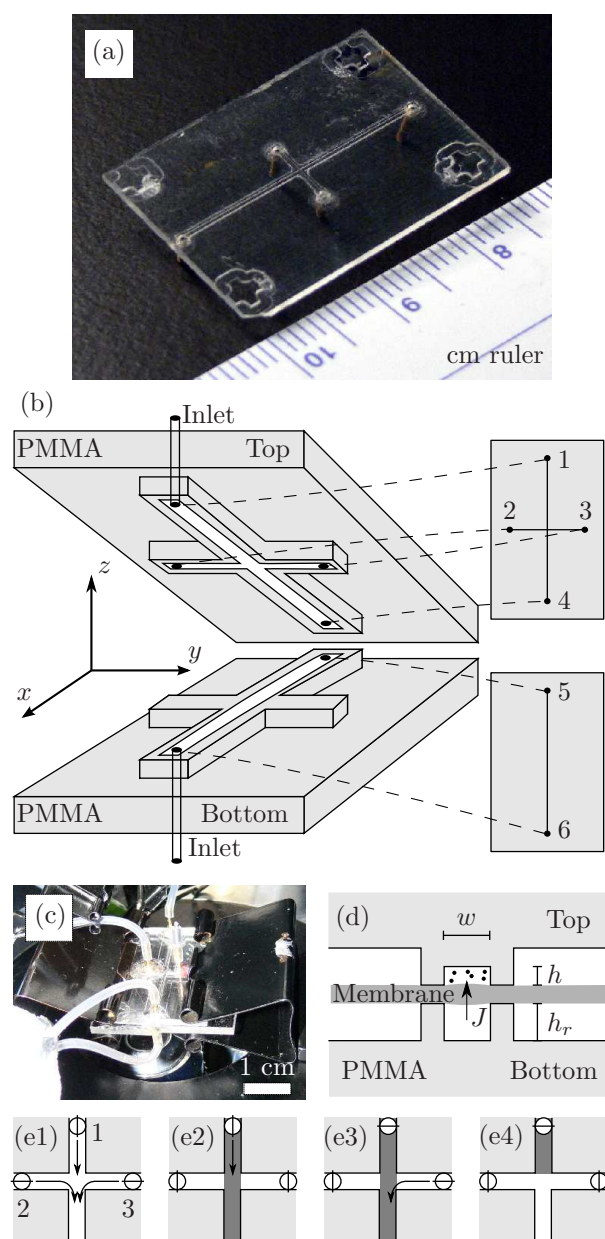 (a)
8
9
10
cm ruler
(b)
Inlet
PMMA Top
1
2 3
4
z
y
x
5
6
PMMA Bottom
Inlet
(c)
1 cm
(d)
w
Top
h
Membrane
J
h_r
PMMA Bottom
(e1) 1
2 3
(e2)
(e3)
(e4)